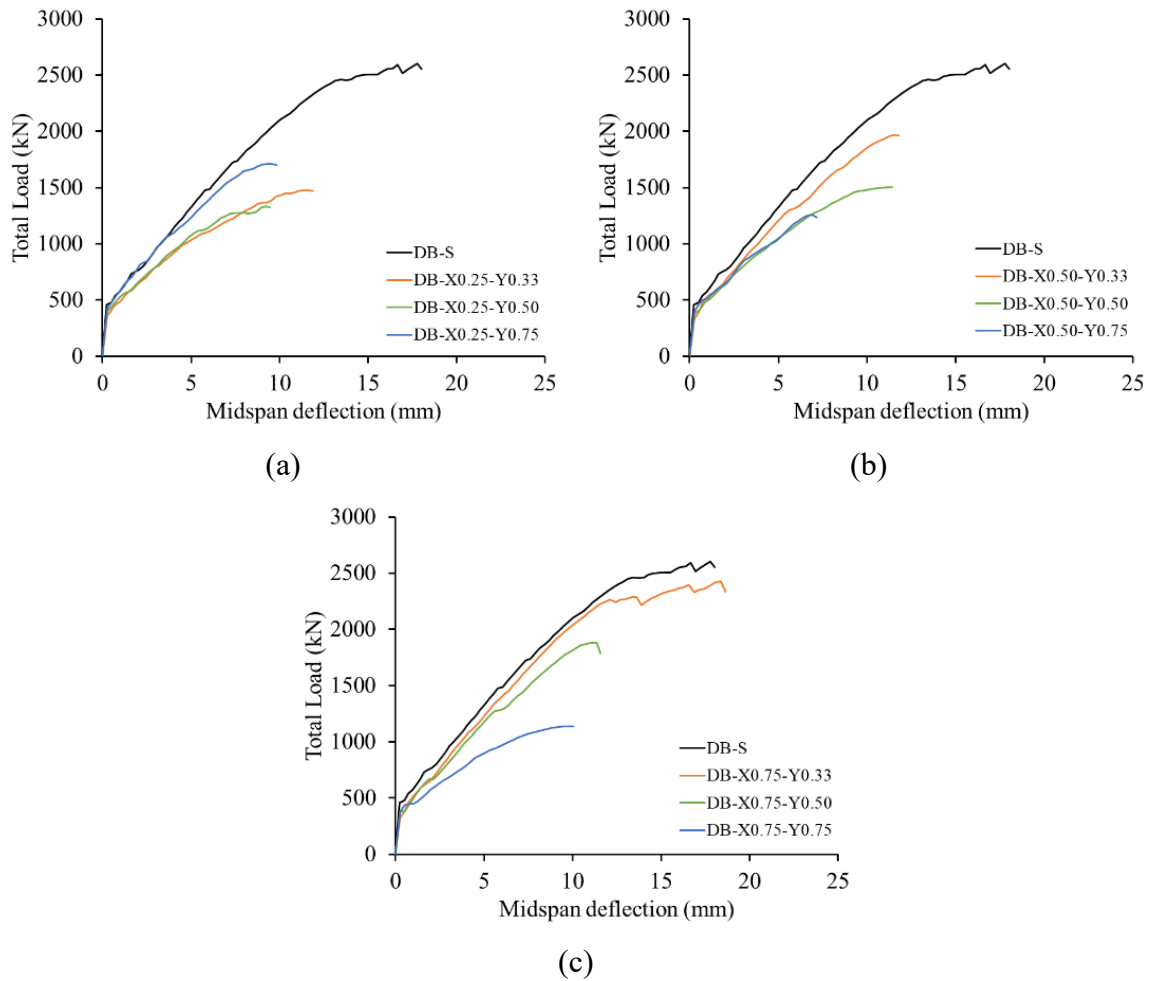 3000
2500
2000
1500
1000
500
0
Total Load (kN)
DB-S
DB-X0.25-Y0.33
DB-X0.25-Y0.50
DB-X0.25-Y0.75
0 5 10 15 20 25
Midspan deflection (mm)
(a)
3000
2500
2000
1500
1000
500
0
Total Load (kN)
DB-S
DB-X0.50-Y0.33
DB-X0.50-Y0.50
DB-X0.50-Y0.75
0 5 10 15 20 25
Midspan deflection (mm)
(b)
3000
2500
2000
1500
1000
500
0
Total Load (kN)
DB-S
DB-X0.75-Y0.33
DB-X0.75-Y0.50
DB-X0.75-Y0.75
0 5 10 15 20 25
Midspan deflection (mm)
(c)